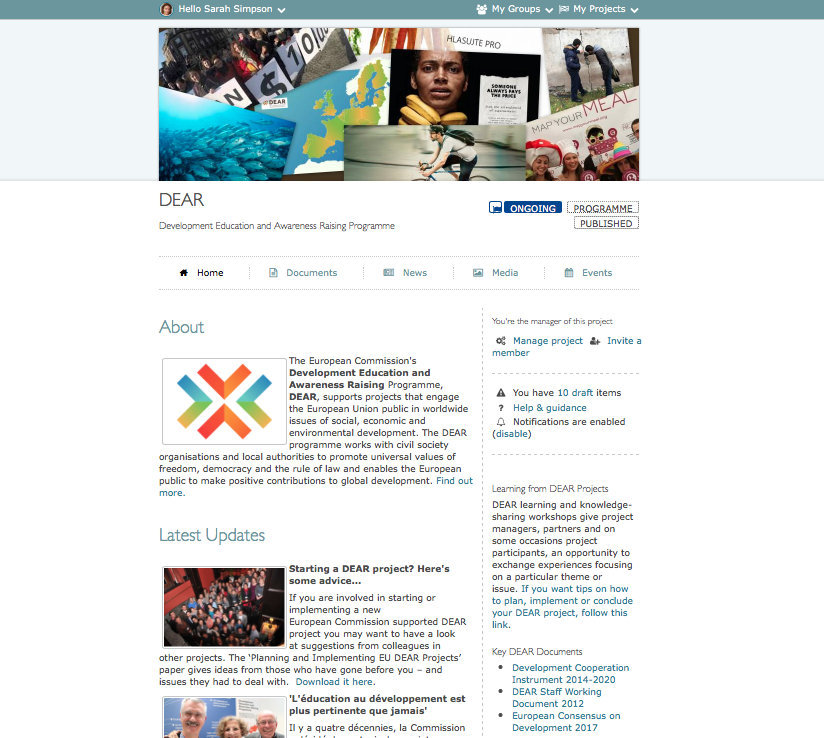 Hello Sarah Simpson
My Groups
My Projects
HLASUJTE PRO
DEAR
SOMEONE
ALWAYS PAYS
THE PRICE
MAP YOUR MEAL
DEAR
ONGOING
PROGRAMME
Development Education and Awareness Raising Programme
PUBLISHED
Home
Documents
News
Media
Events
About
The European Commission's
Development Education and
Awareness Raising Programme,
DEAR, supports projects that engage
the European Union public in worldwide
issues of social, economic and
environmental development. The DEAR
programme works with civil society
organisations and local authorities to promote universal values of
freedom, democracy and the rule of law and enables the European
public to make positive contributions to global development. Find out
more.
Latest Updates
Starting a DEAR project? Here's
some advice...
If you are involved in starting or
implementing a new
European Commission supported DEAR
project you may want to have a look
at suggestions from colleagues in
other projects. The ‘Planning and Implementing EU DEAR Projects’
paper gives ideas from those who have gone before you – and
issues they had to deal with. Download it here.
'L'éducation au développement est
plus pertinente que jamais'
Il y a quatre décennies, la Commission
You're the manager of this project
Manage project
Invite a
member
You have 10 draft items
? Help & guidance
Notifications are enabled
(disable)
Learning from DEAR Projects
DEAR learning and knowledge-
sharing workshops give project
managers, partners and on
some occasions project
participants, an opportunity to
exchange experiences focusing
on a particular theme or
issue. If you want tips on how
to plan, implement or conclude
your DEAR project, follow this
link.
Key DEAR Documents
Development Cooperation
Instrument 2014-2020
DEAR Staff Working
Document 2012
European Consensus on
Development 2017